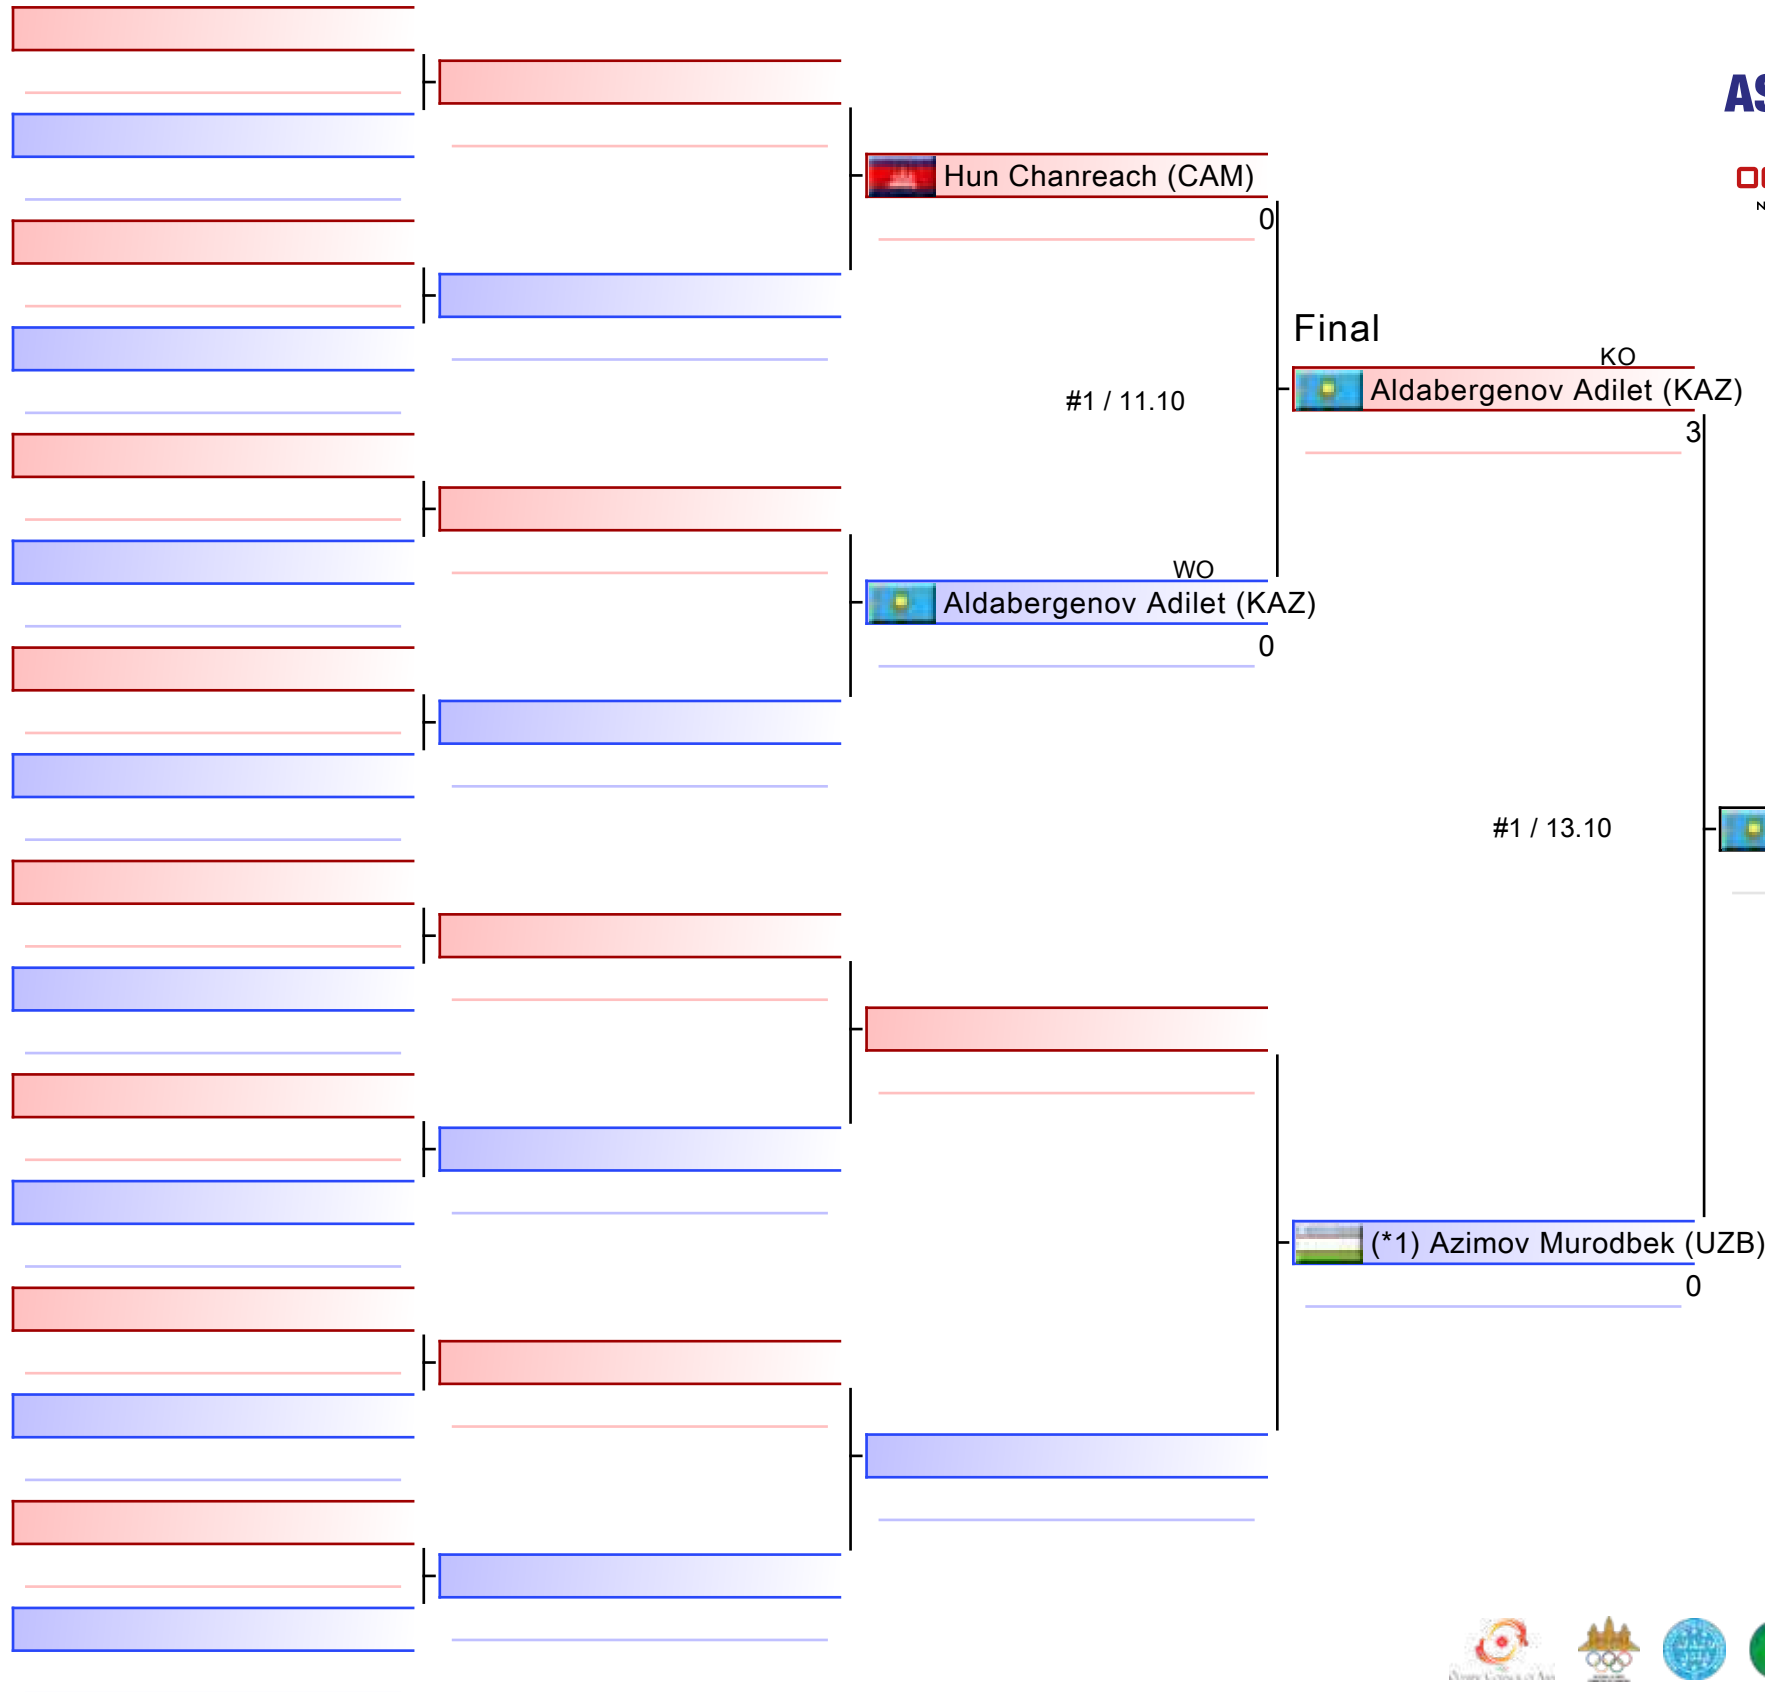 AS
Hun Chanreach (CAM)
0
Final
KO
Aldabergenov Adilet (KAZ)
3
#1 / 11.10
WO
Aldabergenov Adilet (KAZ)
0
#1 / 13.10
(*1) Azimov Murodbek (UZB)
0